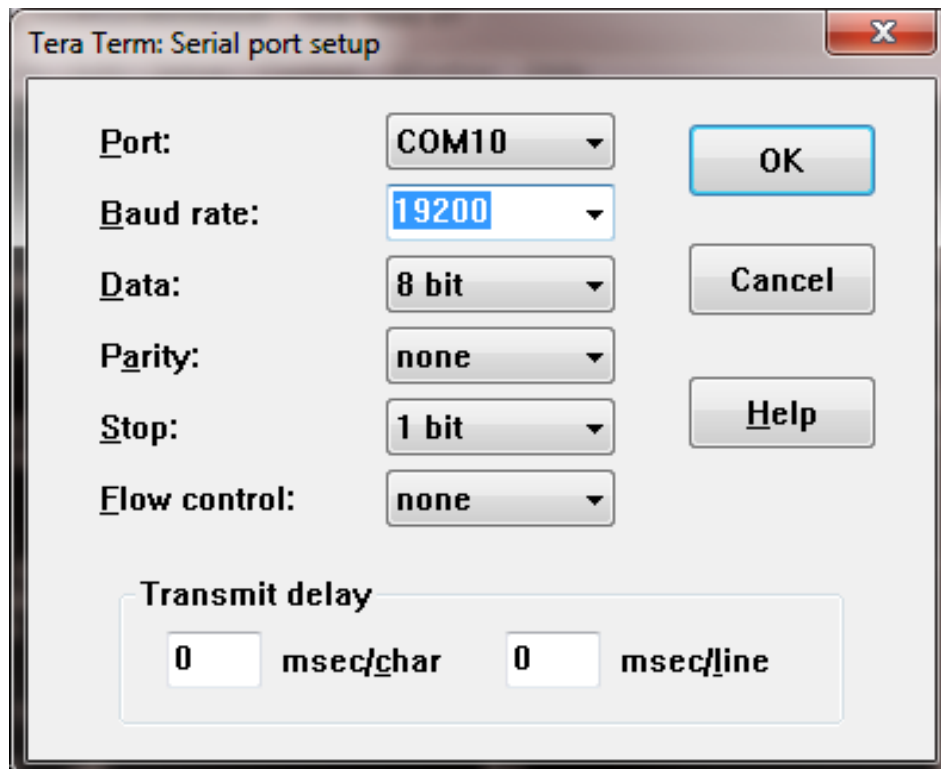 Tera Term: Serial port setup
Port: COM10
OK
Baud rate: 19200
Data: 8 bit
Cancel
Parity: none
Stop: 1 bit
Help
Flow control: none
Transmit delay
0 msec/char 0 msec/line